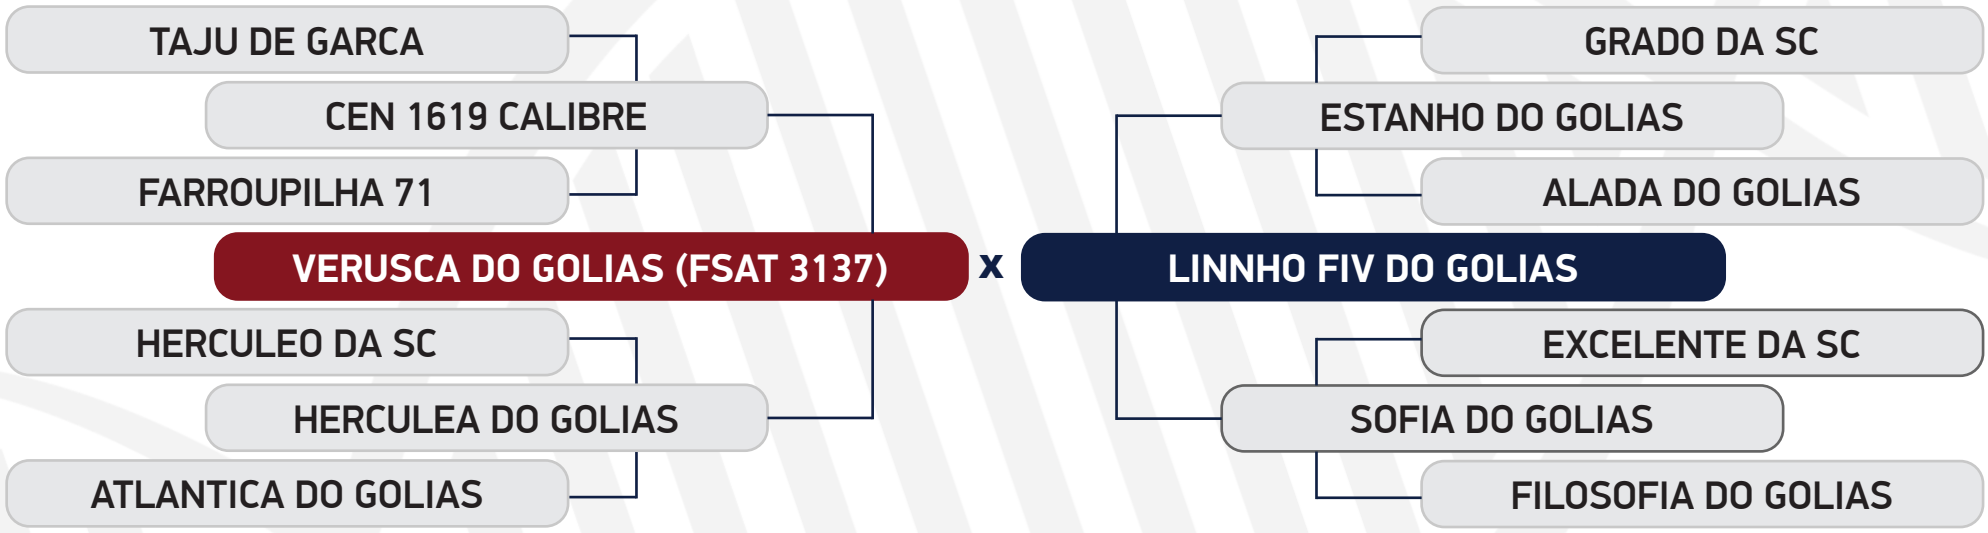 TAJU DE GARCA
CEN 1619 CALIBRE
FARROUPILHA 71
VERUSCA DO GOLIAS (FSAT 3137)
HERCULEO DA SC
HERCULEA DO GOLIAS
ATLANTICA DO GOLIAS
x
GRADO DA SC
ESTANHO DO GOLIAS
ALADA DO GOLIAS
LINNHO FIV DO GOLIAS
EXCELENTE DA SC
SOFIA DO GOLIAS
FILOSOFIA DO GOLIAS